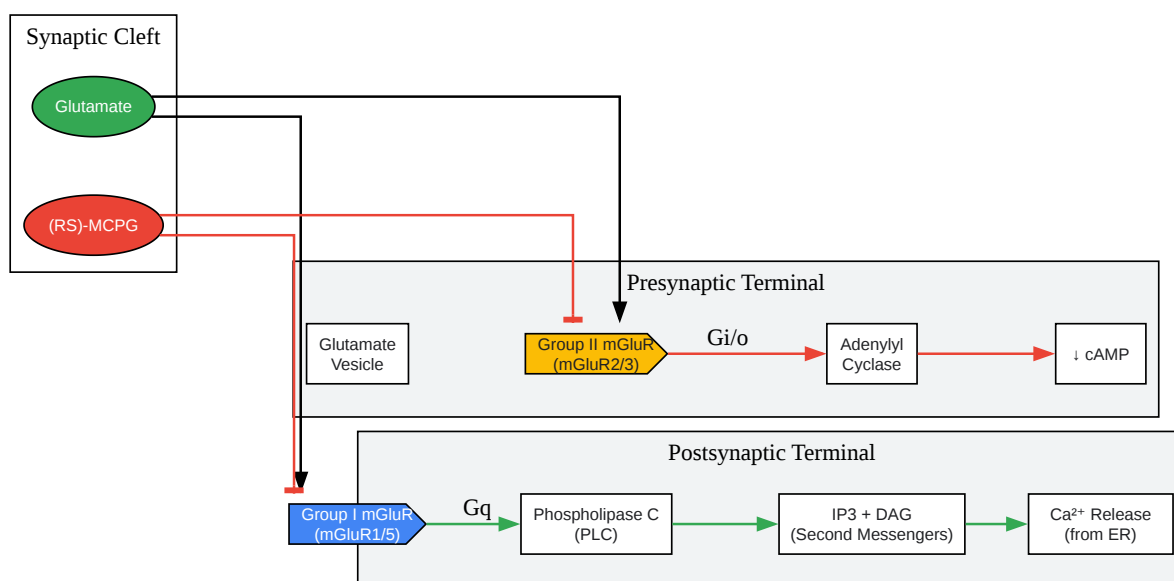 Synaptic Cleft
Glutamate
(RS)-MCPG
Presynaptic Terminal
Glutamate
Vesicle
Group II mGluR
(mGluR2/3)
Gi/o
Adenylyl
Cyclase
↓ cAMP
Postsynaptic Terminal
Group I mGluR
(mGluR1/5)
Gq
Phospholipase C
(PLC)
IP3 + DAG
(Second Messengers)
Ca²⁺ Release
(from ER)